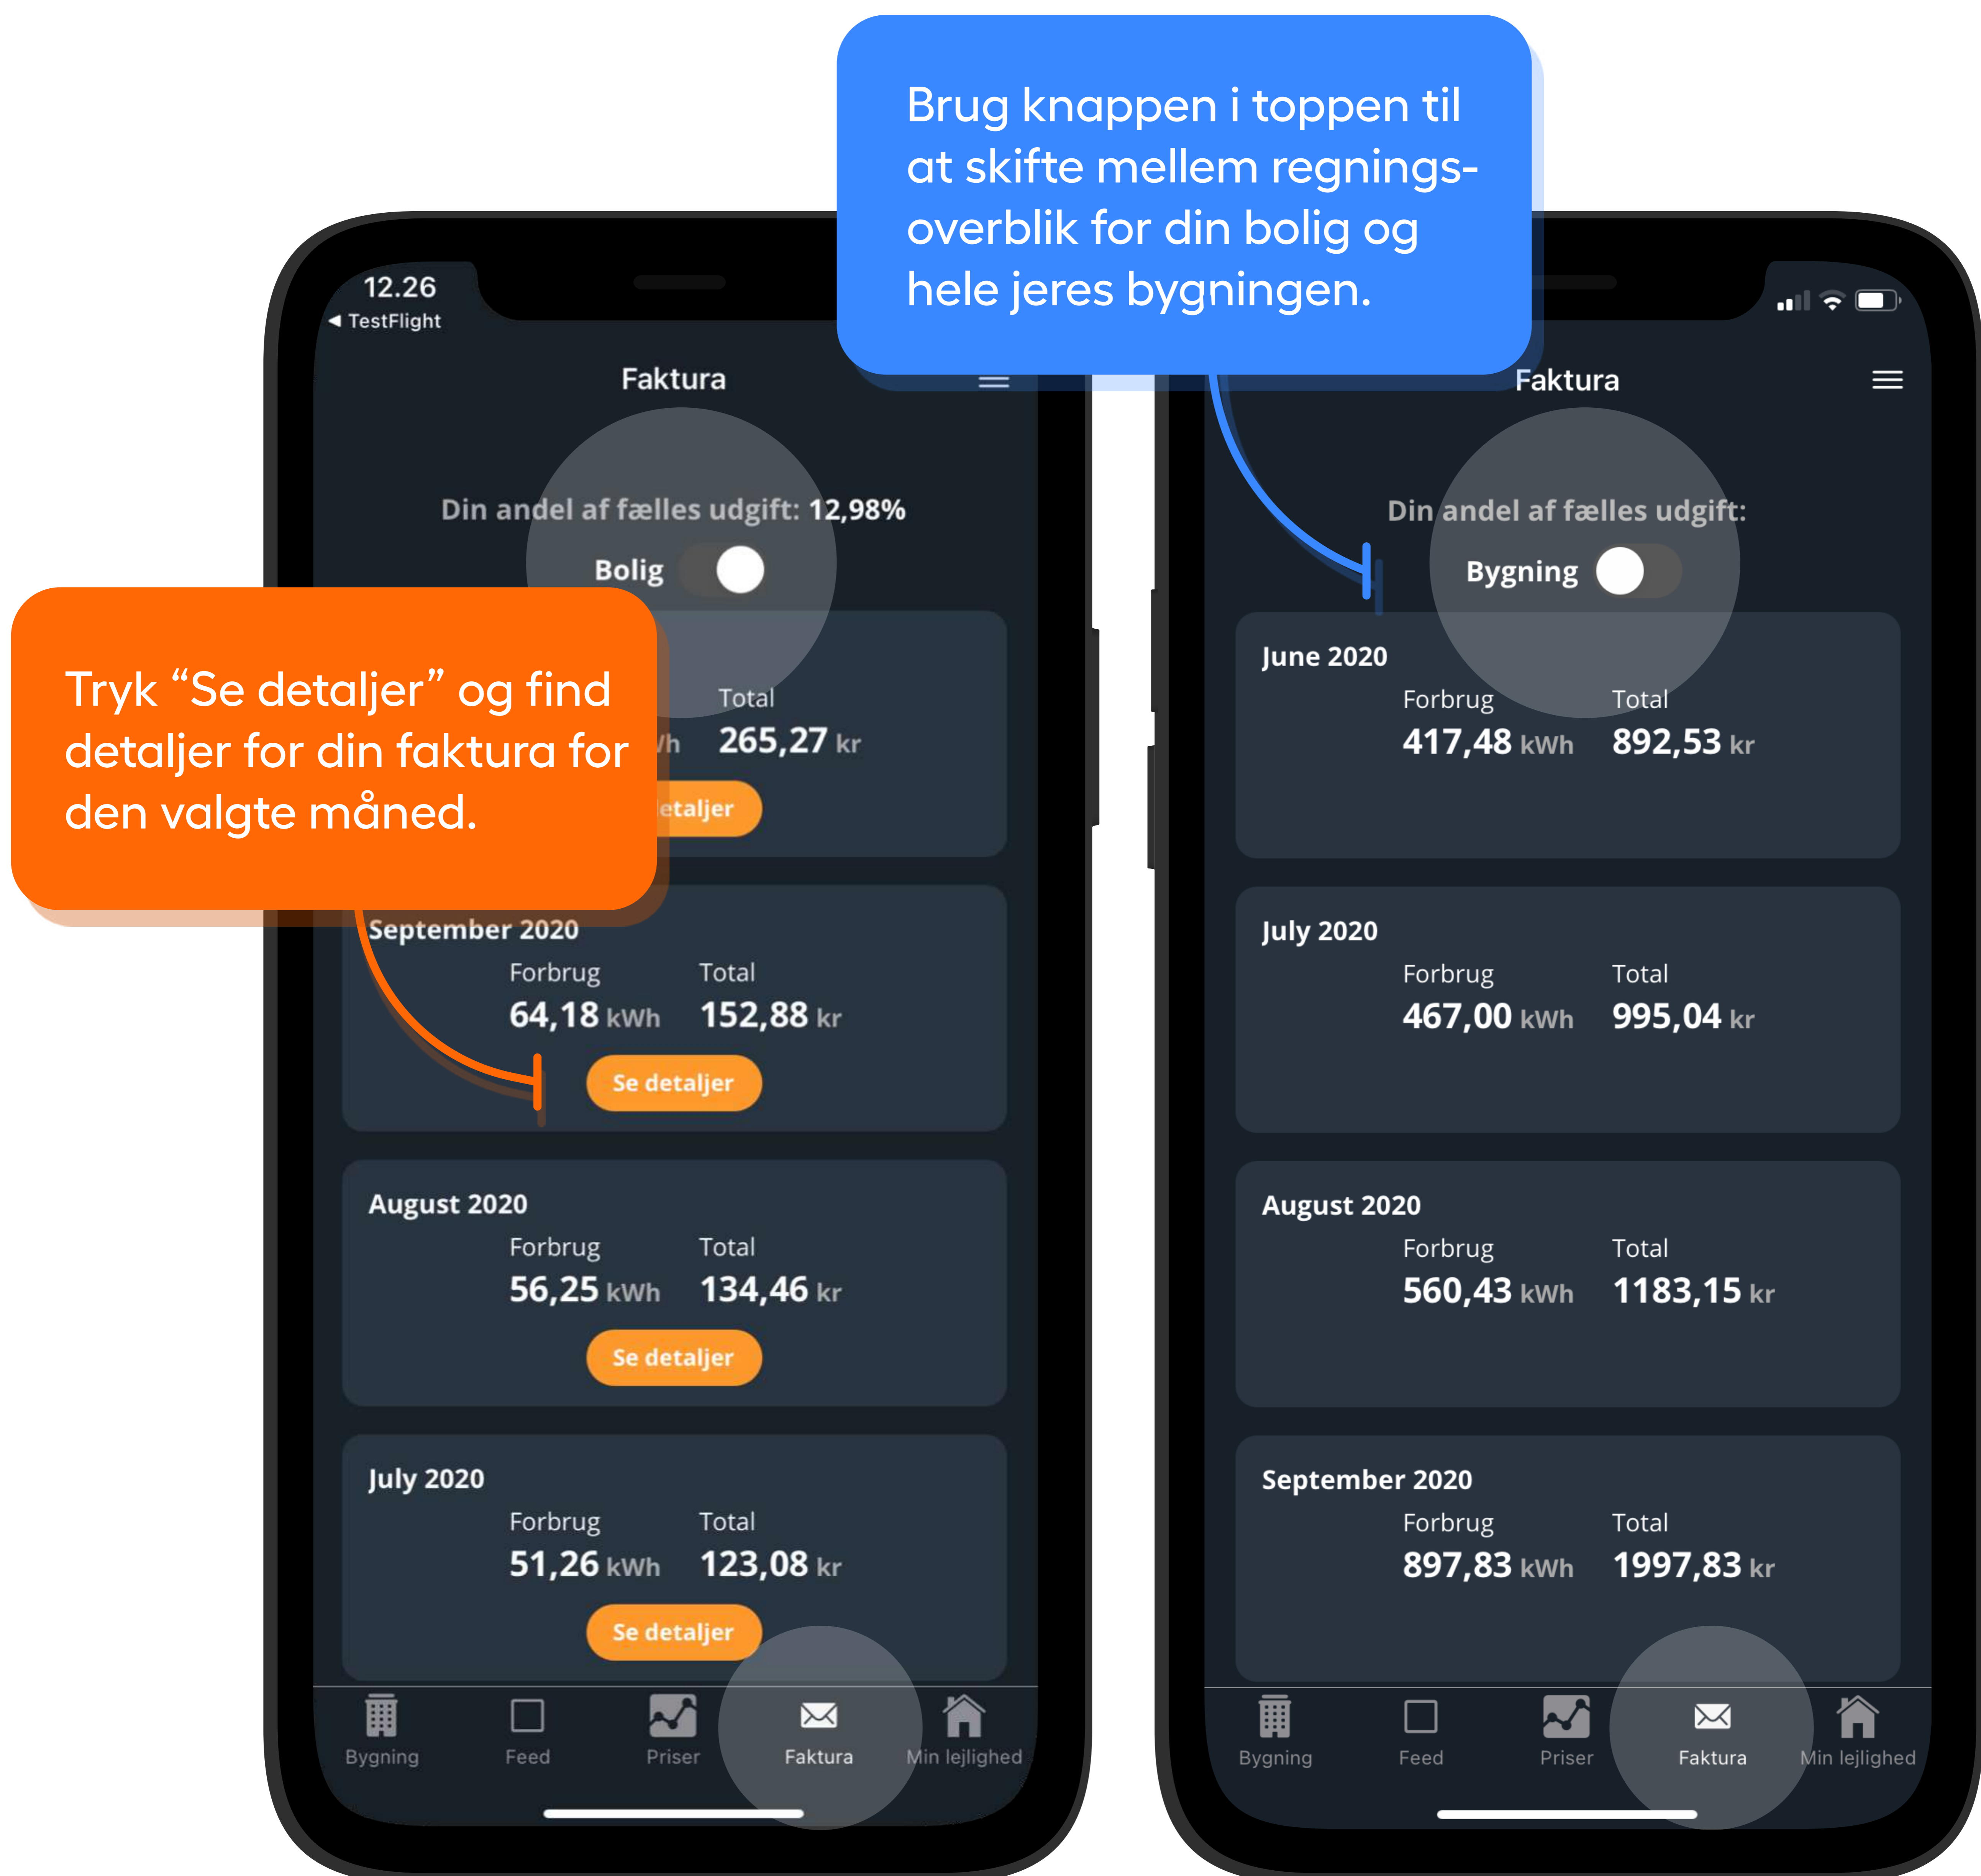 Brug knappen i toppen til
at skifte mellem regnings-
overblik for din bolig og
hele jeres bygningen.
12.26
◀ TestFlight
Faktura
Din andel af fælles udgift: 12,98%
Bolig
Tryk “Se detaljer” og find
detaljer for din faktura for
den valgte måned.
Total
265,27 kr
September 2020
Forbrug Total
64,18 kWh 152,88 kr
Se detaljer
August 2020
Forbrug Total
56,25 kWh 134,46 kr
Se detaljer
July 2020
Forbrug Total
51,26 kWh 123,08 kr
Se detaljer
Bygning Feed Priser Faktura Min lejlighed
Faktura
Din andel af fælles udgift:
Bygning
June 2020
Forbrug Total
417,48 kWh 892,53 kr
July 2020
Forbrug Total
467,00 kWh 995,04 kr
August 2020
Forbrug Total
560,43 kWh 1183,15 kr
September 2020
Forbrug Total
897,83 kWh 1997,83 kr
Bygning Feed Priser Faktura Min lejlighed